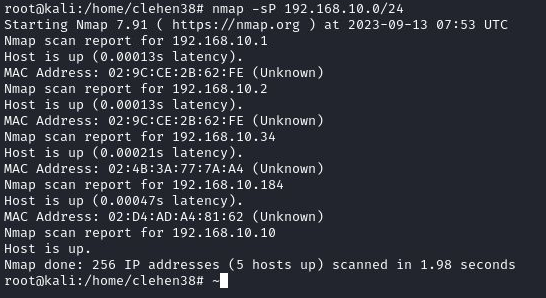 root@kali:/home/clehen38# nmap -sP 192.168.10.0/24
Starting Nmap 7.91 ( https://nmap.org ) at 2023-09-13 07:53 UTC
Nmap scan report for 192.168.10.1
Host is up (0.00013s latency).
MAC Address: 02:9C:CE:2B:62:FE (Unknown)
Nmap scan report for 192.168.10.2
Host is up (0.00013s latency).
MAC Address: 02:9C:CE:2B:62:FE (Unknown)
Nmap scan report for 192.168.10.34
Host is up (0.00021s latency).
MAC Address: 02:4B:3A:77:7A:A4 (Unknown)
Nmap scan report for 192.168.10.184
Host is up (0.00047s latency).
MAC Address: 02:D4:AD:A4:81:62 (Unknown)
Nmap scan report for 192.168.10.10
Host is up.
Nmap done: 256 IP addresses (5 hosts up) scanned in 1.98 seconds
root@kali:/home/clehen38# ~